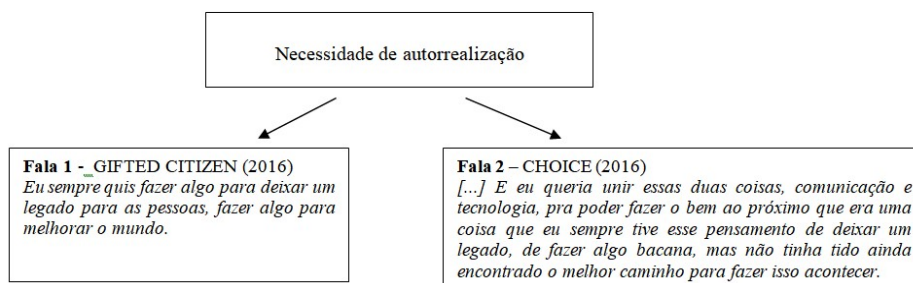 Necessidade de autorrealização
Fala 1 - GIFTED CITIZEN (2016)
Eu sempre quis fazer algo para deixar um
legado para as pessoas, fazer algo para
melhorar o mundo.
Fala 2 – CHOICE (2016)
[...] E eu queria unir essas duas coisas, comunicação e
tecnologia, pra poder fazer o bem ao próximo que era uma
coisa que eu sempre tive esse pensamento de deixar um
legado, de fazer algo bacana, mas não tinha tido ainda
encontrado o melhor caminho para fazer isso acontecer.